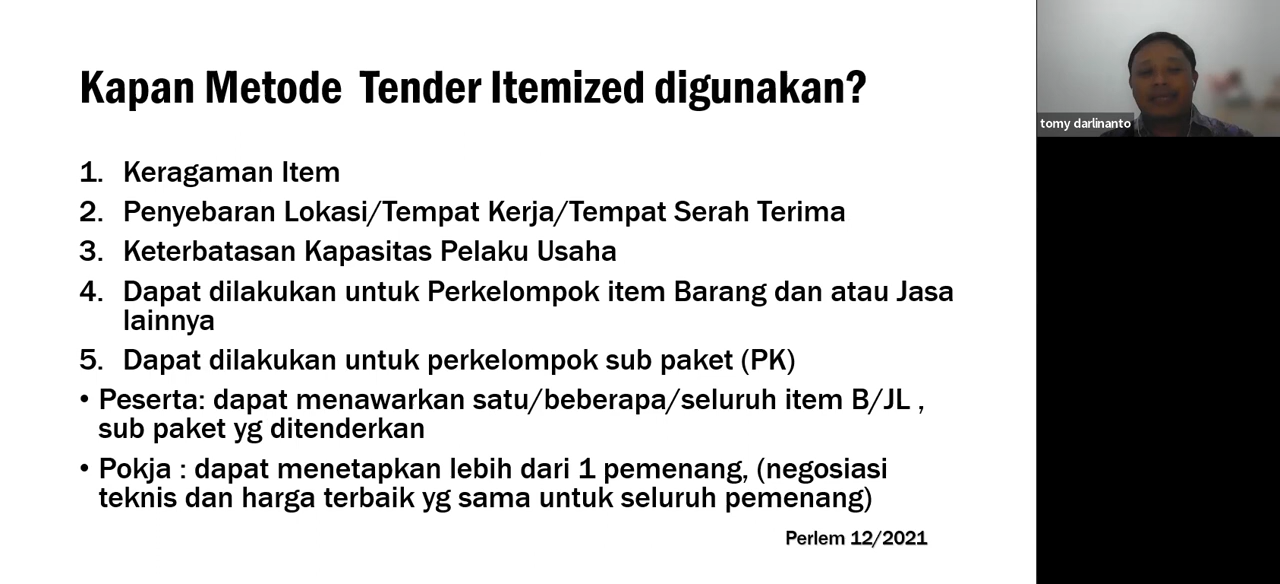 Kapan Metode Tender Itemized digunakan?
1. Keragaman Item
2. Penyebaran Lokasi/Tempat Kerja/Tempat Serah Terima
3. Keterbatasan Kapasitas Pelaku Usaha
4. Dapat dilakukan untuk Perkelompok item Barang dan atau Jasa
lainnya
5. Dapat dilakukan untuk perkelompok sub paket (PK)
• Peserta: dapat menawarkan satu/beberapa/seluruh item B/JL ,
sub paket yg ditenderkan
• Pokja : dapat menetapkan lebih dari 1 pemenang, (negosiasi
teknis dan harga terbaik yg sama untuk seluruh pemenang)
Perlem 12/2021
tomy darlinanto